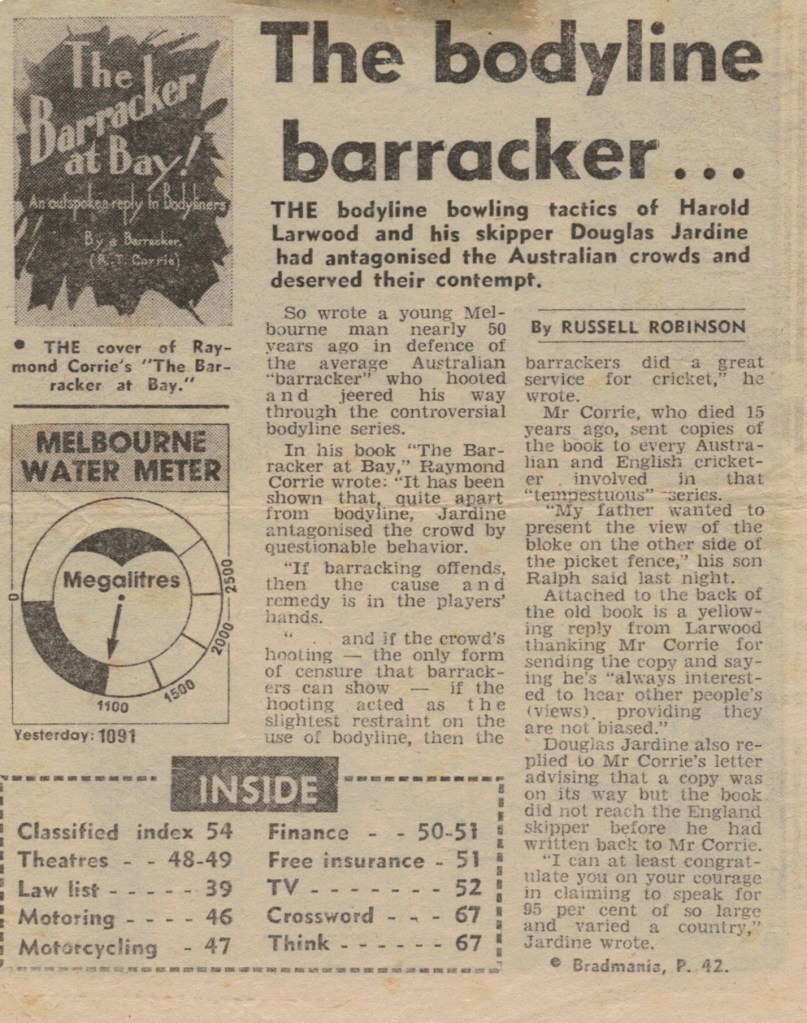 The
Barracker
at Bay!
An outspoken reply to Bodyliners
By a Barracker.
(R. T. Corrie)
• THE cover of Ray-
mond Corrie's "The Bar-
racker at Bay."
MELBOURNE
WATER METER
Megalitres
0
1100
1500
2000
2500
Yesterday: 1091
The bodyline
barracker...
THE bodyline bowling tactics of Harold
Larwood and his skipper Douglas Jardine
had antagonised the Australian crowds and
deserved their contempt.
So wrote a young Mel-
bourne man nearly 50
years ago in defence of
the average Australian
"barracker" who hooted
and jeered his way
through the controversial
bodyline series.
In his book "The Bar-
racker at Bay," Raymond
Corrie wrote: "It has been
shown that, quite apart
from bodyline, Jardine
antagonised the crowd by
questionable behavior.
"If barracking offends,
then the cause and
remedy is in the players'
hands.
" . and if the crowd's
hooting — the only form
of censure that barrack-
ers can show — if the
hooting acted as the
slightest restraint on the
use of bodyline, then the
By RUSSELL ROBINSON
barrackers did a great
service for cricket," he
wrote.
Mr Corrie, who died 15
years ago, sent copies of
the book to every Austra-
lian and English cricket-
er involved in that
"tempestuous" series.
"My father wanted to
present the view of the
bloke on the other side of
the picket fence," his son
Ralph said last night.
Attached to the back of
the old book is a yellow-
ing reply from Larwood
thanking Mr Corrie for
sending the copy and say-
ing he's "always interest-
ed to hear other people's
(views), providing they
are not biased."
Douglas Jardine also re-
plied to Mr Corrie's letter
advising that a copy was
on its way but the book
did not reach the England
skipper before he had
written back to Mr Corrie.
"I can at least congrat-
ulate you on your courage
in claiming to speak for
95 per cent of so large
and varied a country,"
Jardine wrote.
• Bradmania, P. 42.
INSIDE
Classified index 54
Theatres - - 48-49
Law list - - - - - 39
Motoring - - - - 46
Motorcycling - 47
Finance - - 50-51
Free insurance - 51
TV - - - - - - - 52
Crossword - - - 67
Think - - - - - - 67